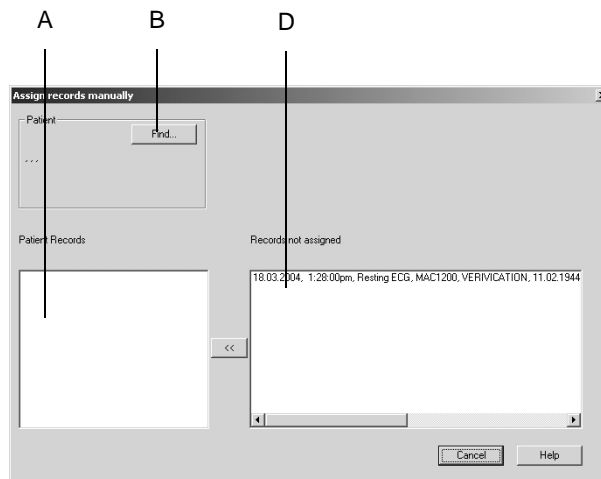 A B D
Assign records manually
Patient
Find...
, , ,
Patient Records Records not assigned
18.03.2004, 1:28:00pm, Resting ECG, MAC1200, VERIVICATION, 11.02.1944
<<
Cancel Help